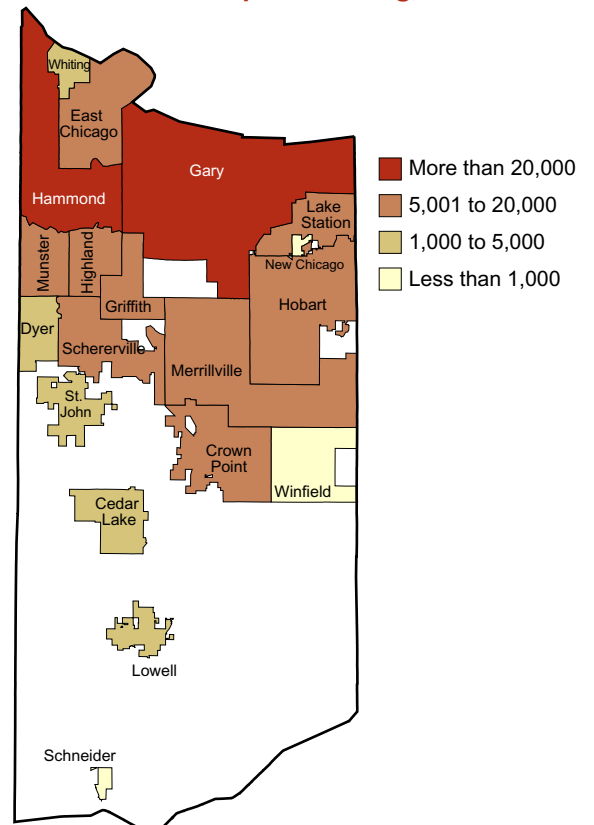 Whiting
East
Chicago
Gary
Hammond
Lake
Station
New Chicago
Munster
Highland
Griffith
Hobart
Dyer
Schererville
Merrillville
St.
John
Crown
Point
Winfield
Cedar
Lake
Lowell
Schneider
More than 20,000
5,001 to 20,000
1,000 to 5,000
Less than 1,000